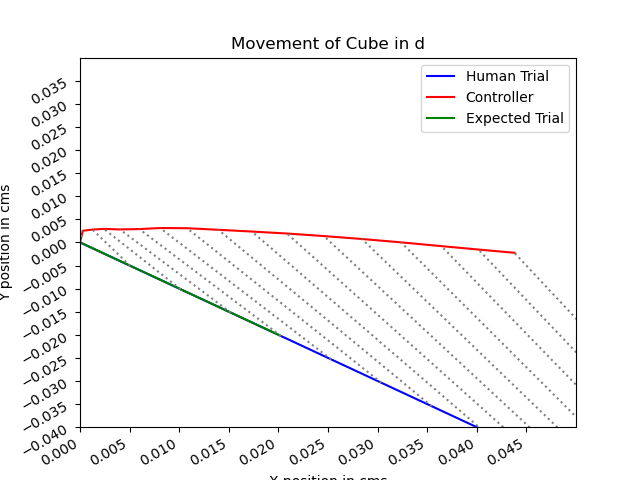 Movement of Cube in d
Human Trial
Controller
Expected Trial
Y position in cms
0.035
0.030
0.025
0.020
0.015
0.010
0.005
0.000
−0.005
−0.010
−0.015
−0.020
−0.025
−0.030
−0.035
−0.040
0.000 0.005 0.010 0.015 0.020 0.025 0.030 0.035 0.040 0.045
X position in cms